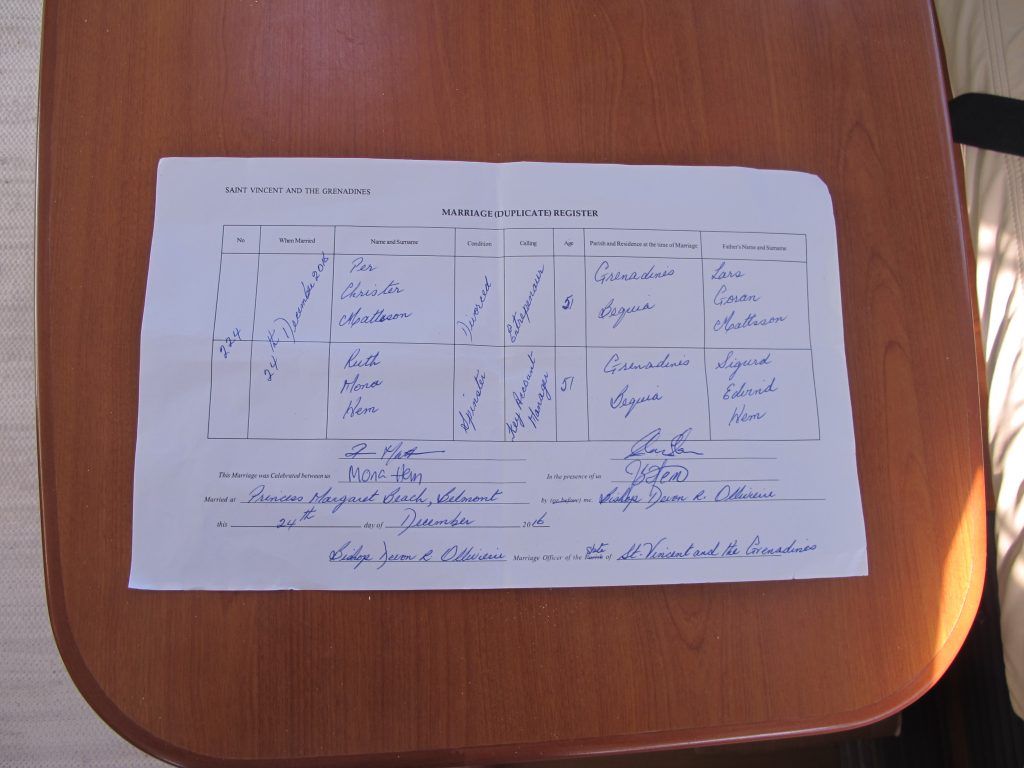 SAINT VINCENT AND THE GRENADINES
MARRIAGE (DUPLICATE) REGISTER
No When Married Name and Surname Condition Calling Age Parish and Residence at the time of Marriage Father's Name and Surname
224
24th December 2016
Per
Christer
Mattsson
Divorced
Entrepenour
51
Grenadines
Bequia
Lars
Goran
Mattsson
Ruth
Mona
Hem
Spinster
Key Account
Manager
51
Grenadines
Bequia
Sigurd
Edvind
Hem
This Marriage was Celebrated between us Mona Hem In the presence of us
Married at Princess Margaret Beach, Belmont by (or before) me. Bishop Devon R. Ollivierre
this 24th day of December 2016
Bishop Devon R. Ollivierre Marriage Officer of the State of St. Vincent and the Grenadines